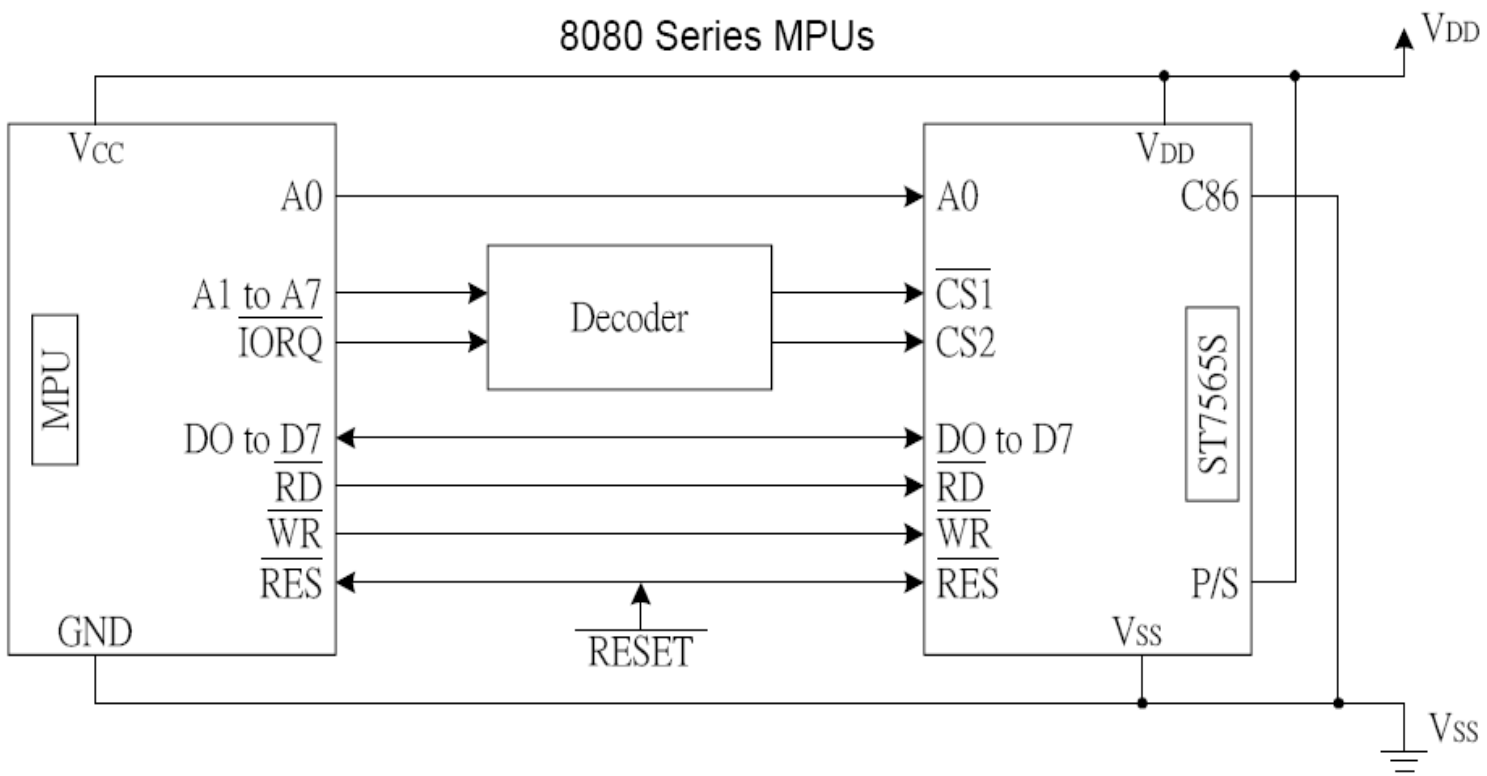 8080 Series MPUs
VDD
VCC
A0
A1 to A7
IORQ
MPU
DO to D7
RD
WR
RES
GND
Decoder
RESET
VDD
A0
C86
CS1
CS2
ST7565S
DO to D7
RD
WR
RES
P/S
VSS
VSS